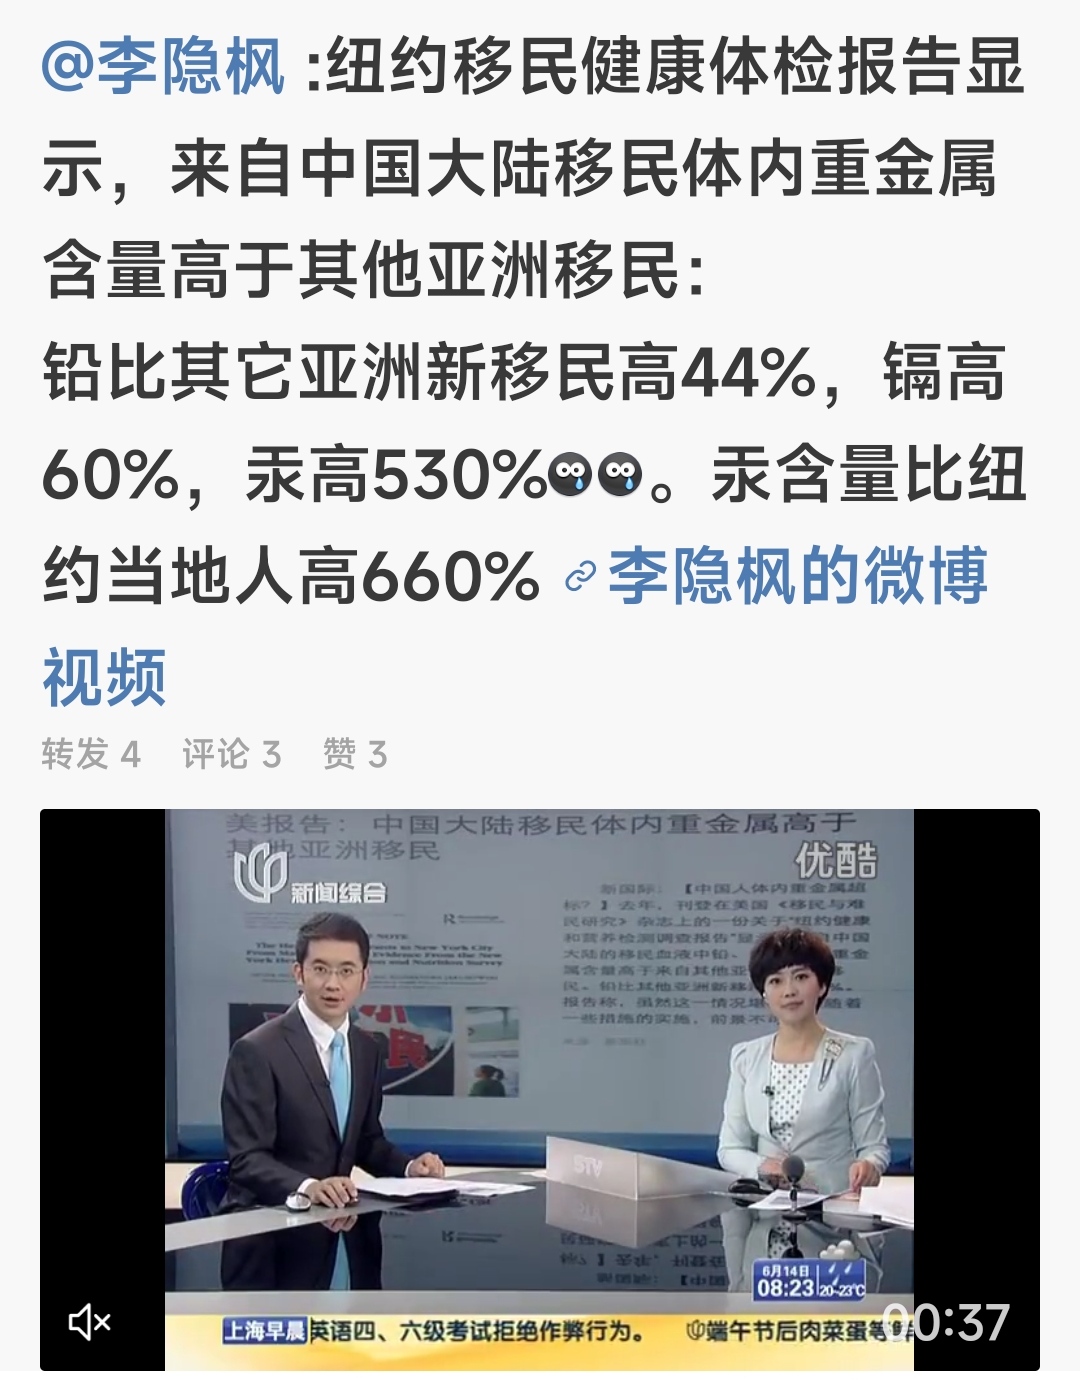 @李隐枫 :纽约移民健康体检报告显
示，来自中国大陆移民体内重金属
含量高于其他亚洲移民：
铅比其它亚洲新移民高44%，镉高
60%，汞高530%。汞含量比纽
约当地人高660% 李隐枫的微博
视频
转发 4 评论 3 赞 3
美报告：中国大陆移民体内重金属高于
其他亚洲移民
新闻综合
优酷
新国际：【中国人体内重金属超
标？】去年，刊登在美国《移民与难
民研究》杂志上的一份关于"纽约健康
和营养检测调查报告"显
中国
大陆的移民血液中铅、
重金
属含量高于来自其他亚
移
民。铅比其他亚洲新移
报告称，虽然这一情况堪
随着
一些措施的实施，前景不
STV
6月14日
08:23
20~23℃
上海早晨
英语四、六级考试拒绝作弊行为。
端午节后肉菜蛋等
00:37